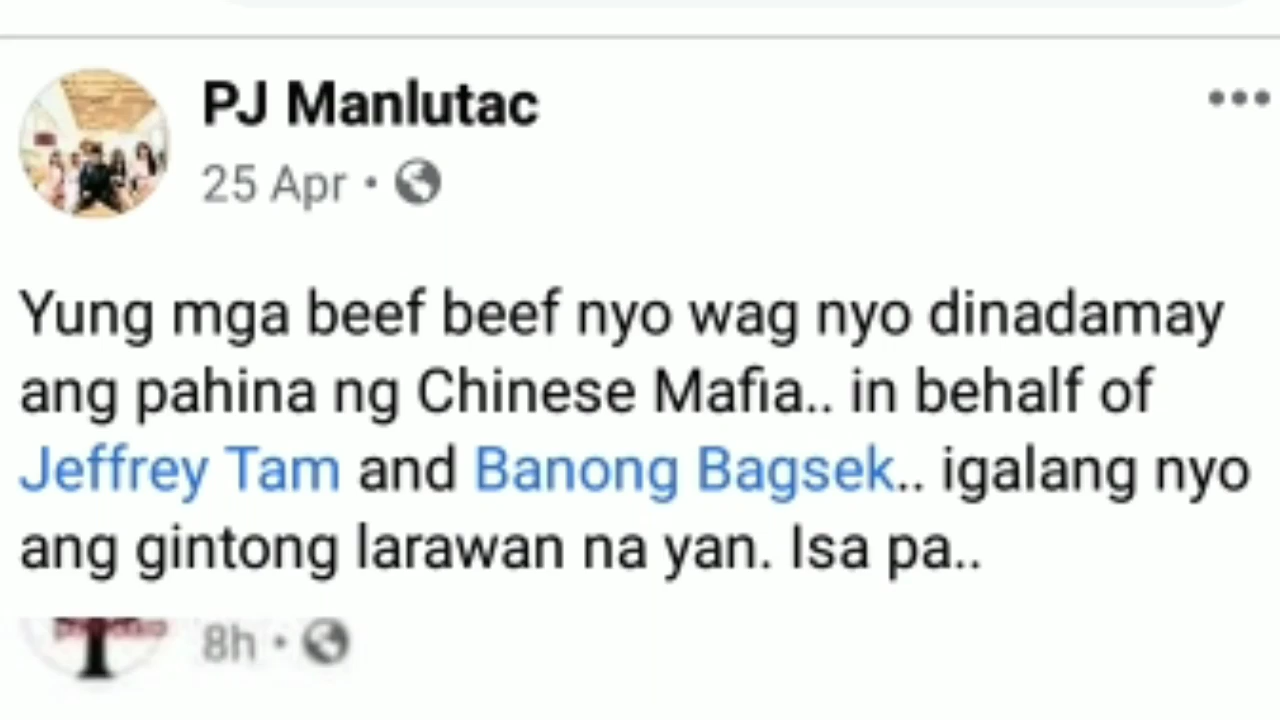 PJ Manlutac
25 Apr •
Yung mga beef beef nyo wag nyo dinadamay
ang pahina ng Chinese Mafia.. in behalf of
Jeffrey Tam and Banong Bagsek.. igalang nyo
ang gintong larawan na yan. Isa pa..
8h •